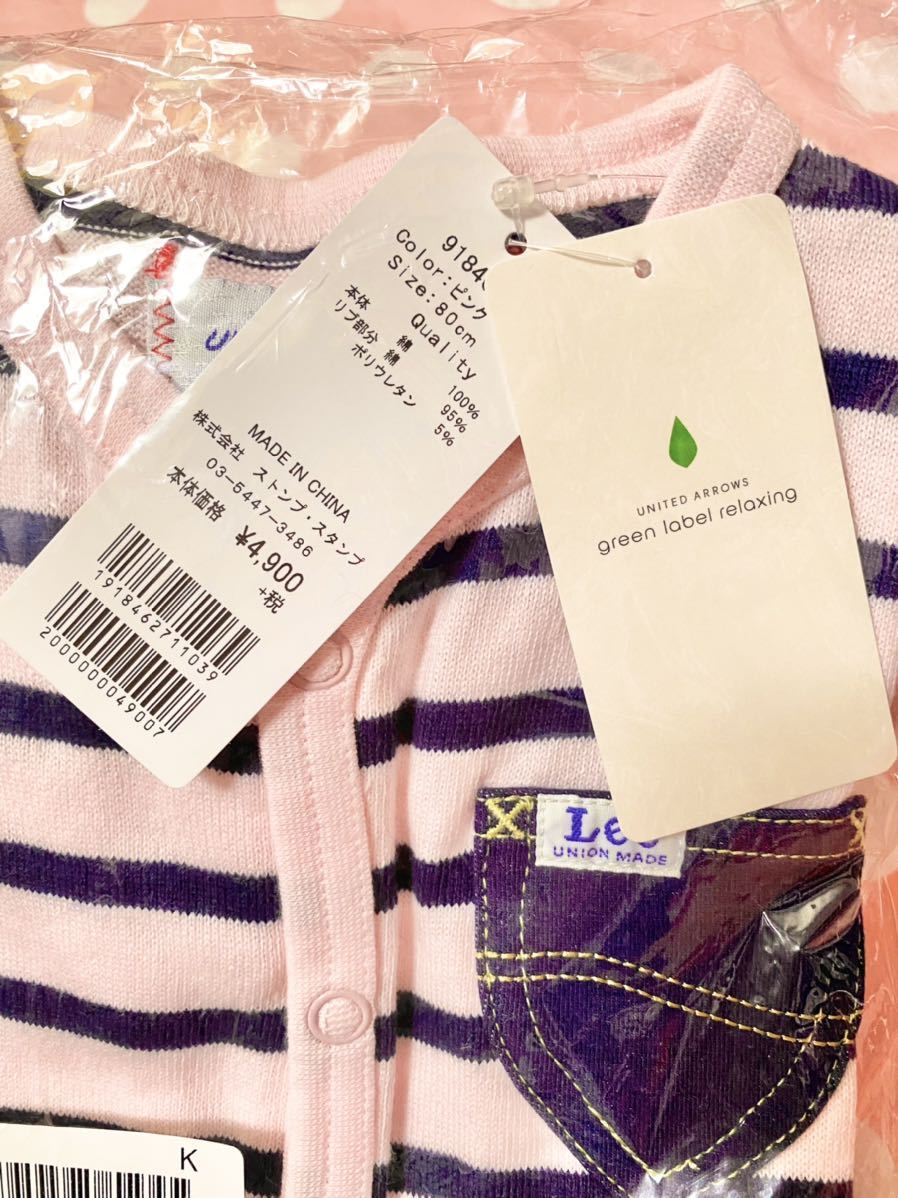 Color:ピンク
Size:80cm
Quality
本体 綿 100%
リブ部分 綿 95%
ポリウレタン 5%
MADE IN CHINA
株式会社 ストンプ・スタンプ
03-5447-3486
本体価格
¥4,900
+税
1918462711039
2000000049007
UNITED ARROWS
green label relaxing
UNION MADE
K